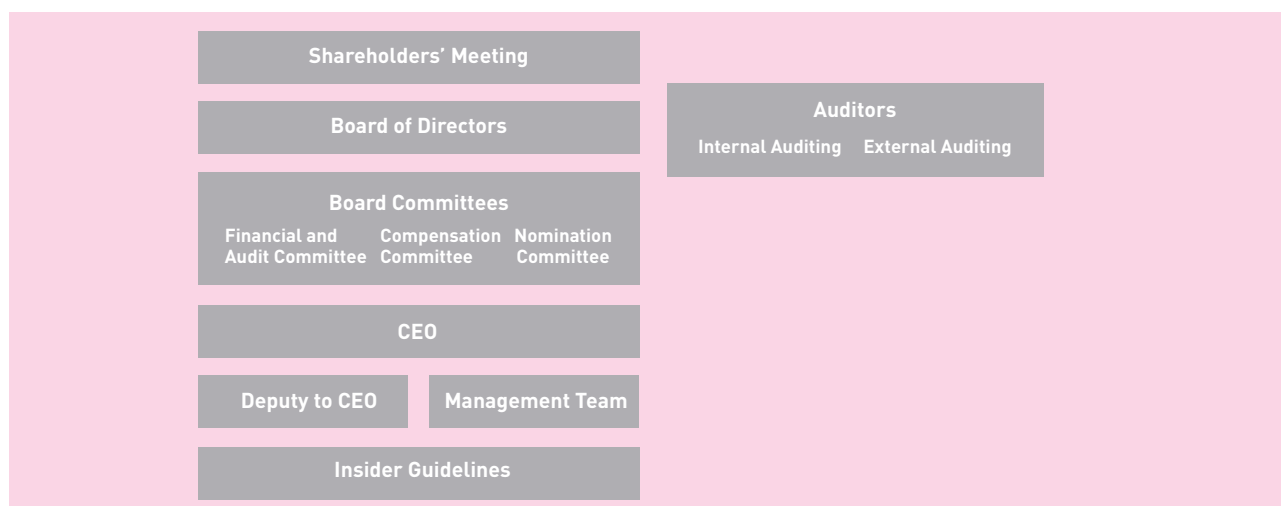 Shareholders’ Meeting
Board of Directors
Auditors
Internal Auditing External Auditing
Board Committees
Financial and Audit Committee
Compensation Committee
Nomination Committee
CEO
Deputy to CEO
Management Team
Insider Guidelines